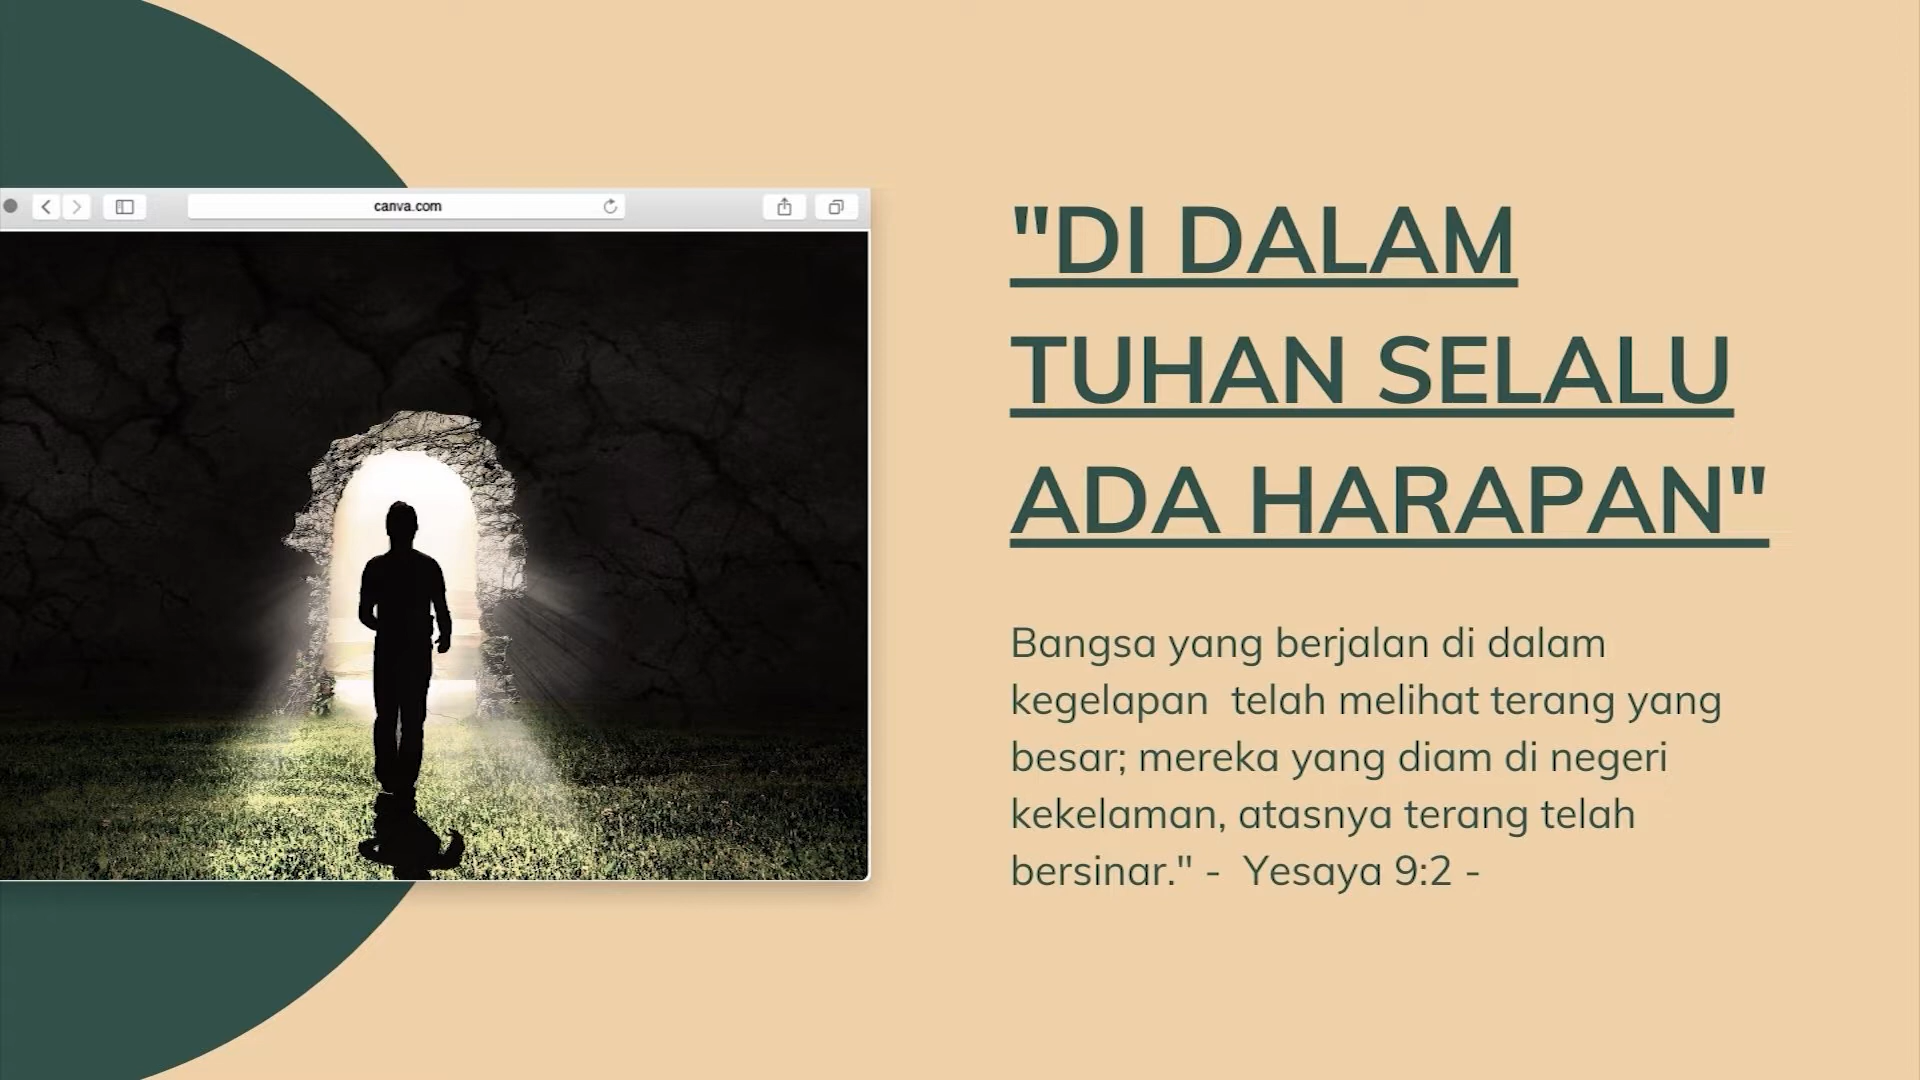 canva.com
"DI DALAM
TUHAN SELALU
ADA HARAPAN"
Bangsa yang berjalan di dalam
kegelapan  telah melihat terang yang
besar; mereka yang diam di negeri
kekelaman, atasnya terang telah
bersinar." -  Yesaya 9:2 -